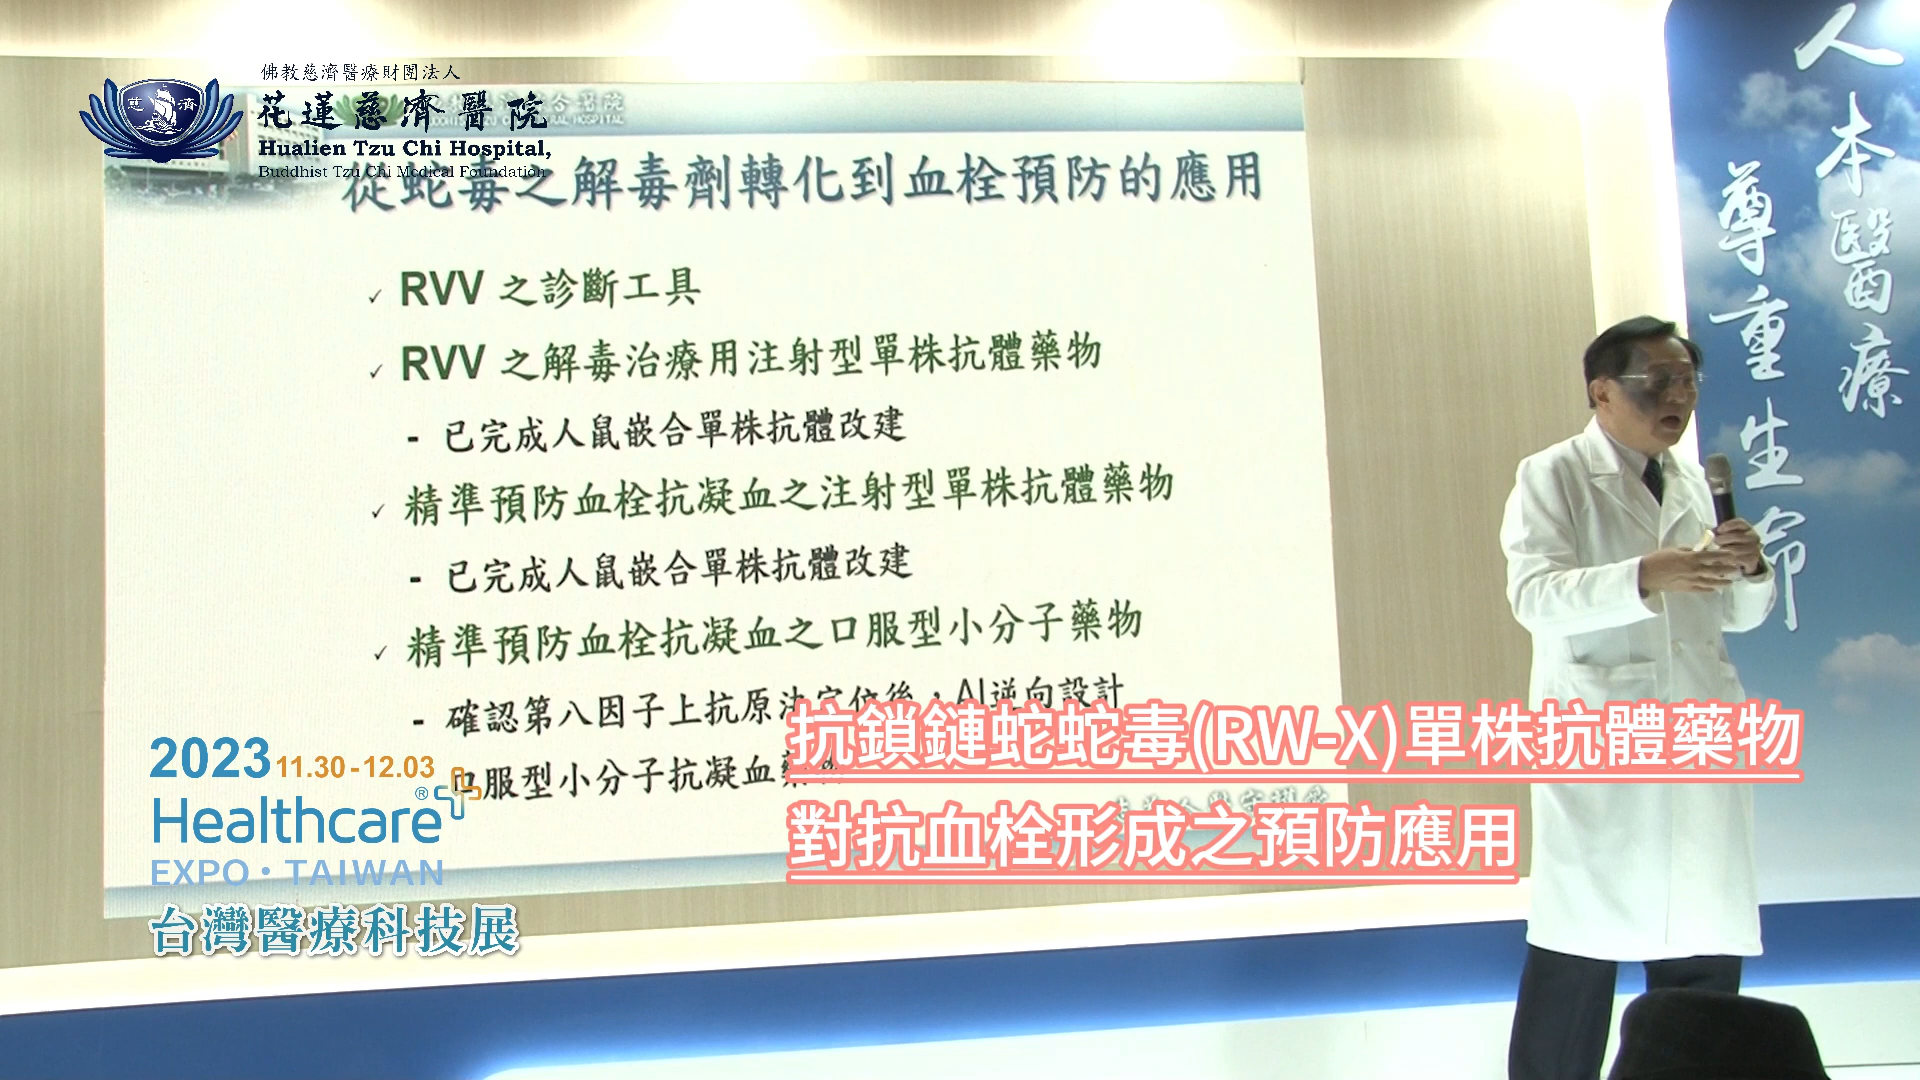 佛教慈濟醫療財團法人
花蓮慈濟醫院
Hualien Tzu Chi Hospital,
Buddhist Tzu Chi Medical Foundation
慈濟
從蛇毒之解毒劑轉化到血栓預防的應用
✓ RVV 之診斷工具
✓ RVV 之解毒治療用注射型單株抗體藥物
- 已完成人鼠嵌合單株抗體改建
✓ 精準預防血栓抗凝血之注射型單株抗體藥物
- 已完成人鼠嵌合單株抗體改建
✓ 精準預防血栓抗凝血之口服型小分子藥物
- 確認第八因子上抗原決定位後，AI逆向設計
口服型小分子抗凝血藥物
抗鎖鏈蛇蛇毒(RW-X)單株抗體藥物
對抗血栓形成之預防應用
2023 11.30-12.03
Healthcare+®
EXPO·TAIWAN
台灣醫療科技展
人本醫療
尊重生命